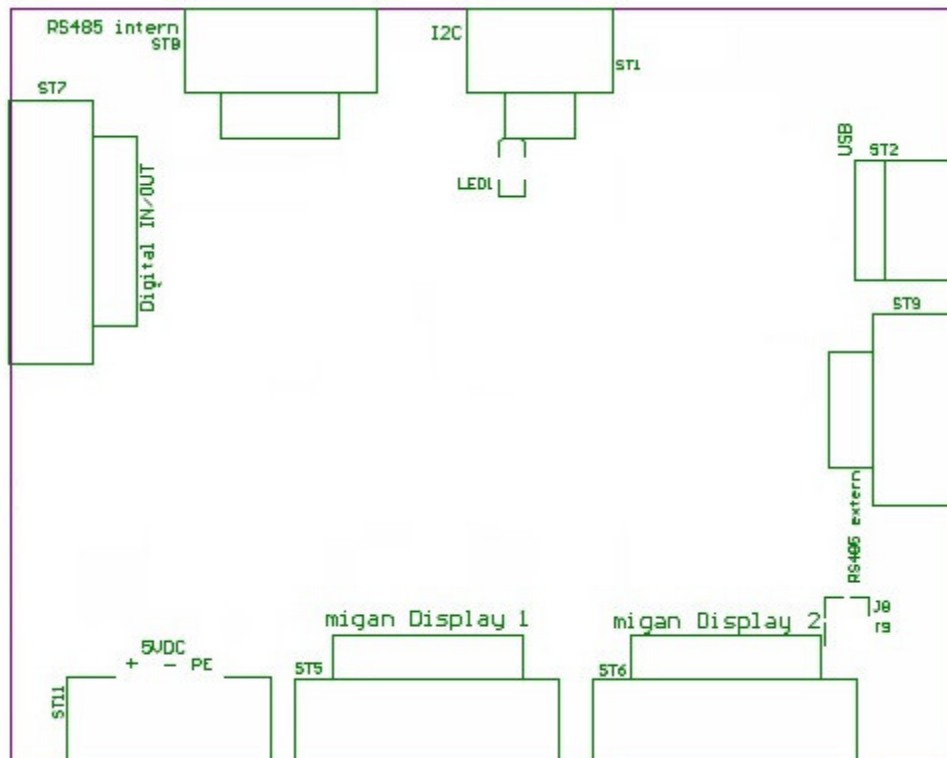 RS485 intern
ST8
I2C
ST1
ST7
USB
ST2
LED1
Digital IN/OUT
ST9
RS485 extern
J8
migan Display 1
migan Display 2
5VDC
+ - PE
ST11
ST5
ST6